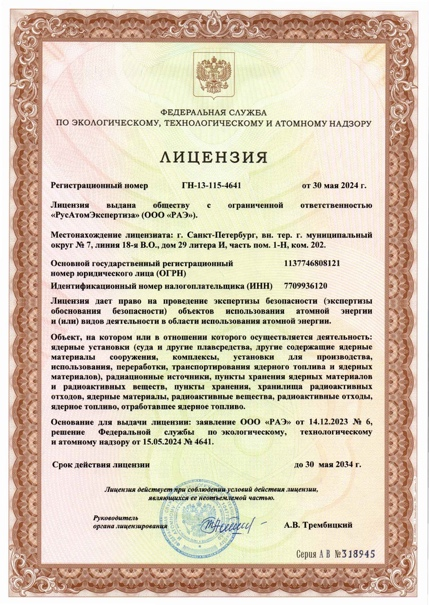 ФЕДЕРАЛЬНАЯ СЛУЖБА
ПО ЭКОЛОГИЧЕСКОМУ, ТЕХНОЛОГИЧЕСКОМУ И АТОМНОМУ НАДЗОРУ
ЛИЦЕНЗИЯ
Регистрационный номер ГН-13-115-4641 от 30 мая 2024 г.
Лицензия выдана обществу с ограниченной ответственностью
«РусАтомЭкспертиза» (ООО «РАЭ»).
Местонахождение лицензиата: г. Санкт-Петербург, вн. тер. г. муниципальный
округ № 7, линия 18-я В.О., дом 29 литера И, часть пом. 1-Н, ком. 202.
Основной государственный регистрационный 1137746808121
номер юридического лица (ОГРН)
Идентификационный номер налогоплательщика (ИНН) 7709936120
Лицензия дает право на проведение экспертизы безопасности (экспертизы
обоснования безопасности) объектов использования атомной энергии
и (или) видов деятельности в области использования атомной энергии.
Объект, на котором или в отношении которого осуществляется деятельность:
ядерные установки (суда и другие плавсредства, другие содержащие ядерные
материалы сооружения, комплексы, установки для производства,
использования, переработки, транспортирования ядерного топлива и ядерных
материалов), радиационные источники, пункты хранения ядерных материалов
и радиоактивных веществ, пункты хранения, хранилища радиоактивных
отходов, ядерные материалы, радиоактивные вещества, радиоактивные отходы,
ядерное топливо, отработавшее ядерное топливо.
Основание для выдачи лицензии: заявление ООО «РАЭ» от 14.12.2023 № 6,
решение Федеральной службы по экологическому, технологическому
и атомному надзору от 15.05.2024 № 4641.
Срок действия лицензии до 30 мая 2034 г.
Лицензия действует при соблюдении условий действия лицензии,
являющихся ее неотъемлемой частью.
Руководитель
органа лицензирования А.В. Трембицкий
Серия А В № 318945